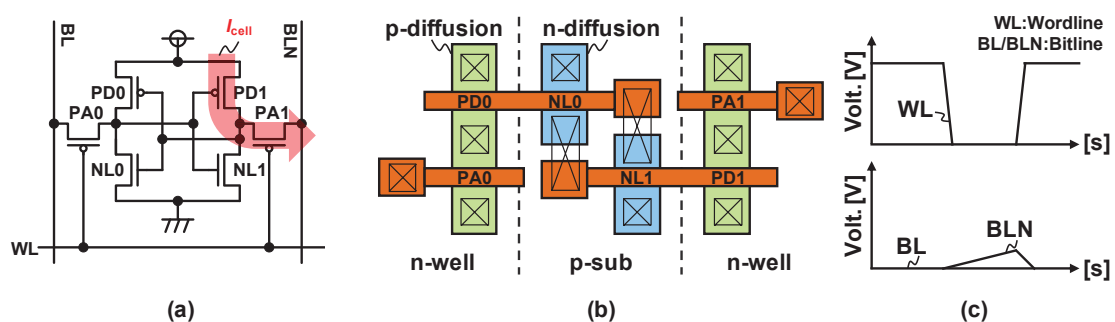 BL
I_cell
BLN
PD0
PD1
PA0
PA1
NL0
NL1
WL
(a)
p-diffusion
n-diffusion
PD0
NL0
PA1
PA0
NL1
PD1
n-well
p-sub
n-well
(b)
WL:Wordline
BL/BLN:Bitline
Volt. [V]
WL
[s]
Volt. [V]
BL
BLN
[s]
(c)